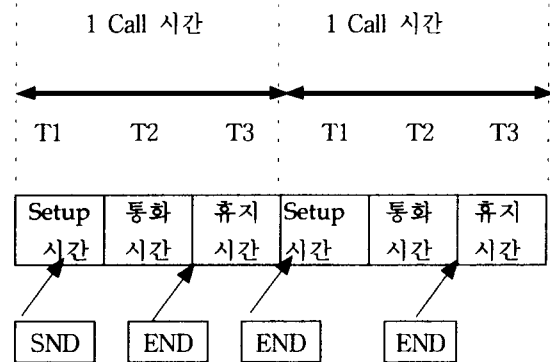 1 Call 시간 1 Call 시간
T1 T2 T3 T1 T2 T3
Setup 통화 휴지 Setup 통화 휴지
시간 시간 시간 시간 시간 시간
SND END END END